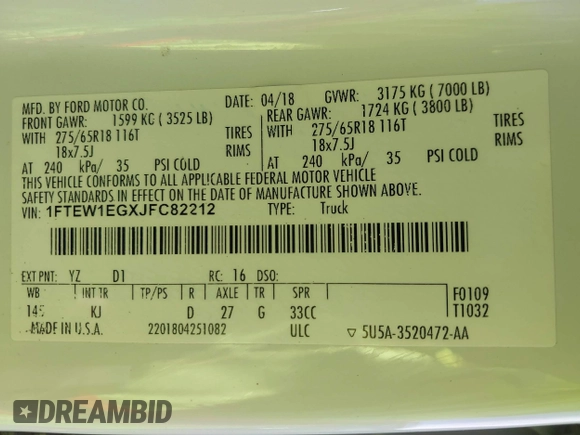 MFD. BY FORD MOTOR CO. DATE: 04/18 GVWR: 3175 KG ( 7000 LB)
FRONT GAWR: 1599 KG ( 3525 LB) REAR GAWR: 1724 KG ( 3800 LB)
WITH 275/65R18 116T TIRES WITH 275/65R18 116T TIRES
18x7.5J RIMS 18x7.5J RIMS
AT 240 kPa/ 35 PSI COLD AT 240 kPa/ 35 PSI COLD
THIS VEHICLE CONFORMS TO ALL APPLICABLE FEDERAL MOTOR VEHICLE
SAFETY STANDARDS IN EFFECT ON THE DATE OF MANUFACTURE SHOWN ABOVE.
VIN: 1FTEW1EGXJFC82212 TYPE: Truck
EXT PNT: YZ D1 RC: 16 DSO:
WB INT TR TP/PS R AXLE TR SPR F0109
145 KJ D 27 G 33CC T1032
MADE IN U.S.A. 2201804251082 ULC ▽ 5U5A-3520472-AA
DREAMBID